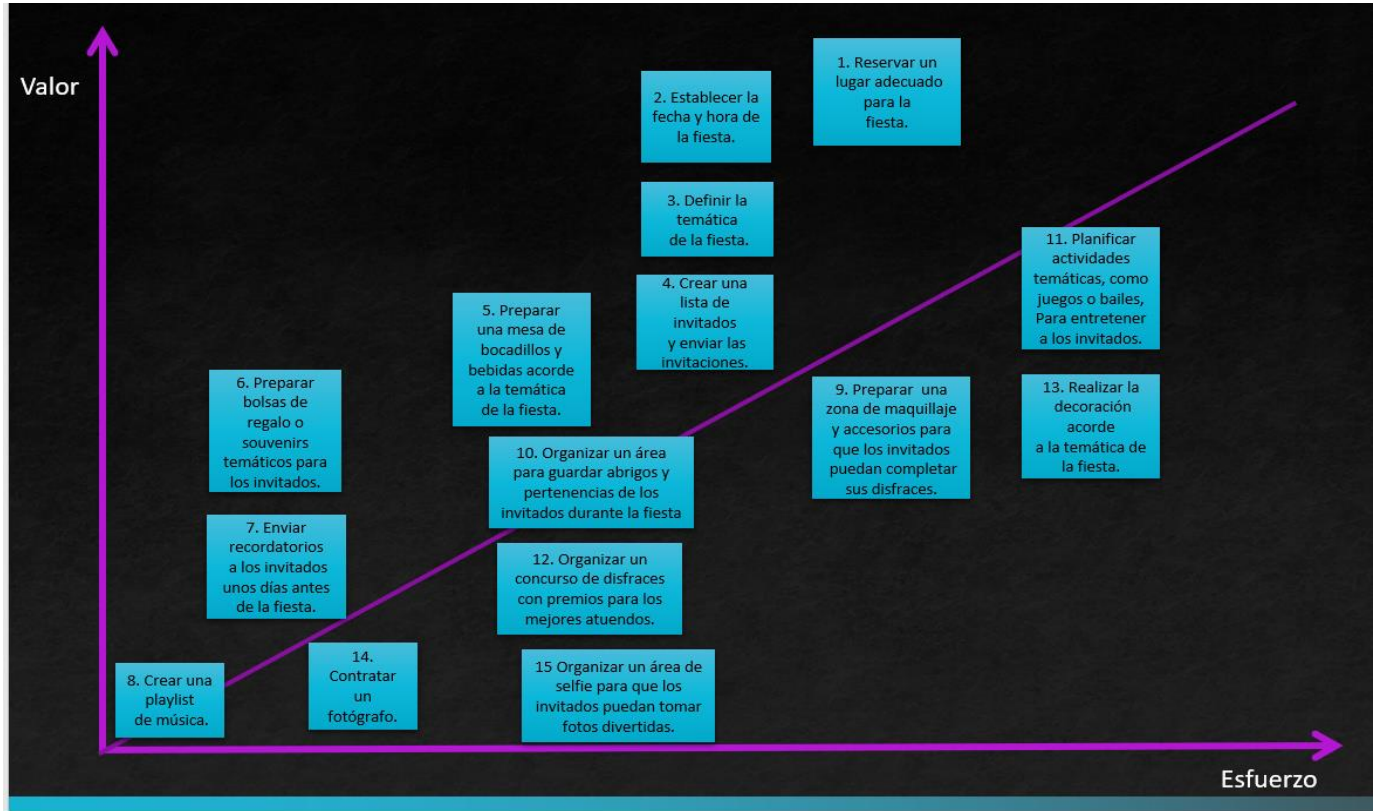 Valor
1. Reservar un
lugar adecuado
para la
fiesta.
2. Establecer la
fecha y hora de
la fiesta.
3. Definir la
temática
de la fiesta.
11. Planificar
actividades
temáticas, como
juegos o bailes,
Para entretener
a los invitados.
4. Crear una
lista de
invitados
y enviar las
invitaciones.
5. Preparar
una mesa de
bocadillos y
bebidas acorde
a la temática
de la fiesta.
6. Preparar
bolsas de
regalo o
souvenirs
temáticos para
los invitados.
9. Preparar una
zona de maquillaje
y accesorios para
que los invitados
puedan completar
sus disfraces.
13. Realizar la
decoración
acorde
a la temática de
la fiesta.
10. Organizar un área
para guardar abrigos y
pertenencias de los
invitados durante la fiesta
7. Enviar
recordatorios
a los invitados
unos días antes
de la fiesta.
12. Organizar un
concurso de disfraces
con premios para los
mejores atuendos.
8. Crear una
playlist
de música.
14.
Contratar
un
fotógrafo.
15 Organizar un área de
selfie para que los
invitados puedan tomar
fotos divertidas.
Esfuerzo